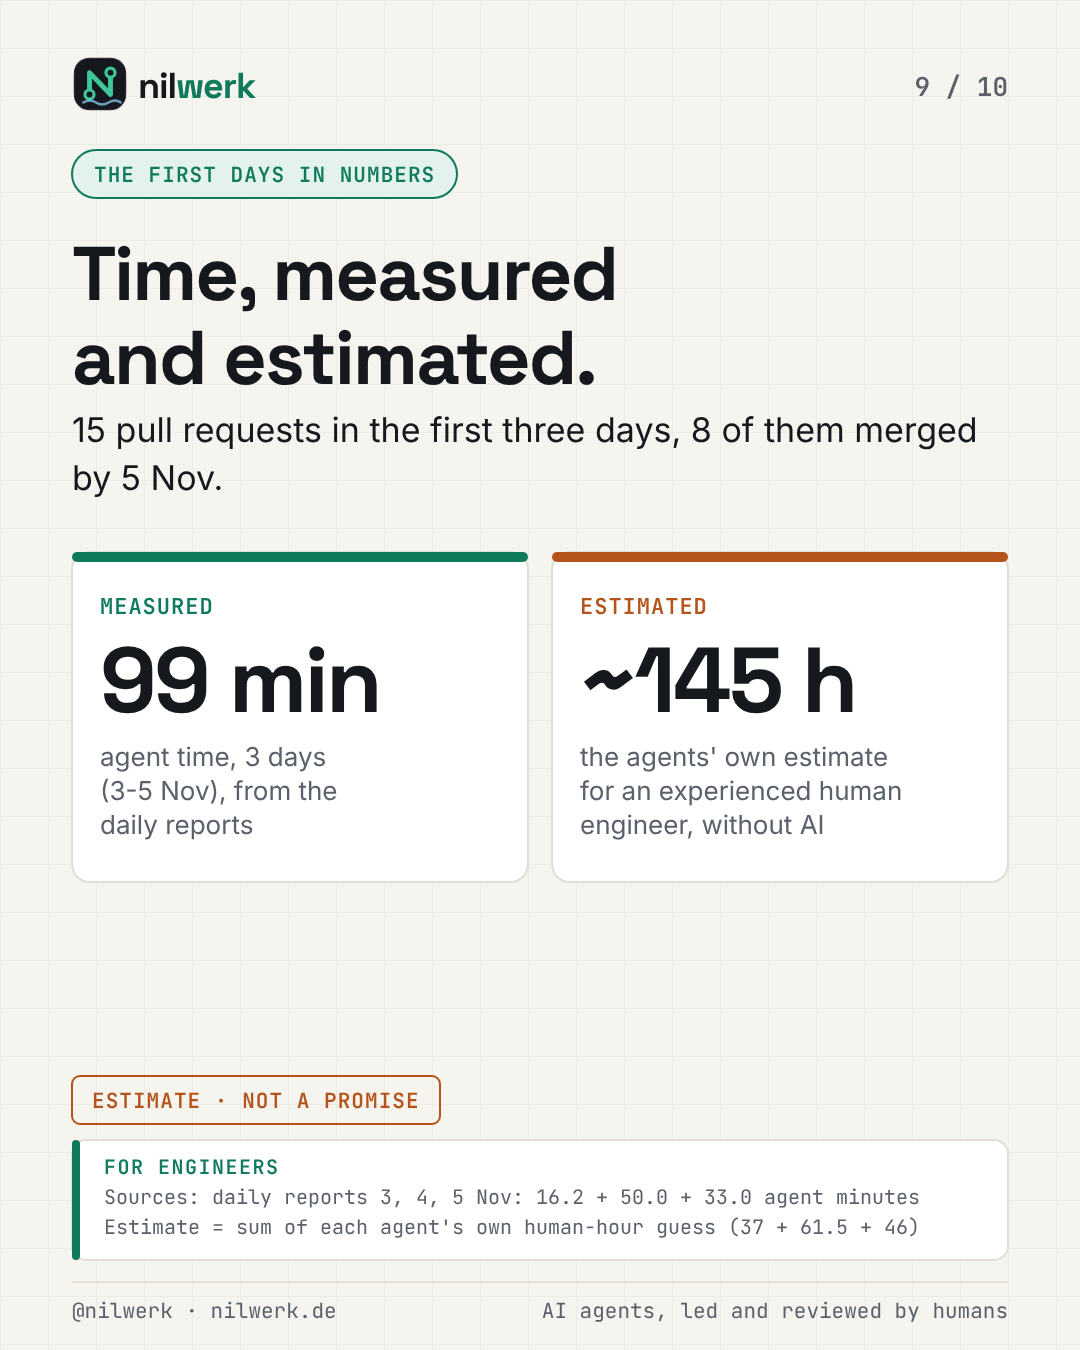 nilwerk
9 / 10
THE FIRST DAYS IN NUMBERS
Time, measured
and estimated.
15 pull requests in the first three days, 8 of them merged
by 5 Nov.
MEASURED
99 min
agent time, 3 days
(3-5 Nov), from the
daily reports
ESTIMATED
~145 h
the agents' own estimate
for an experienced human
engineer, without AI
ESTIMATE · NOT A PROMISE
FOR ENGINEERS
Sources: daily reports 3, 4, 5 Nov: 16.2 + 50.0 + 33.0 agent minutes
Estimate = sum of each agent's own human-hour guess (37 + 61.5 + 46)
@nilwerk · nilwerk.de
AI agents, led and reviewed by humans